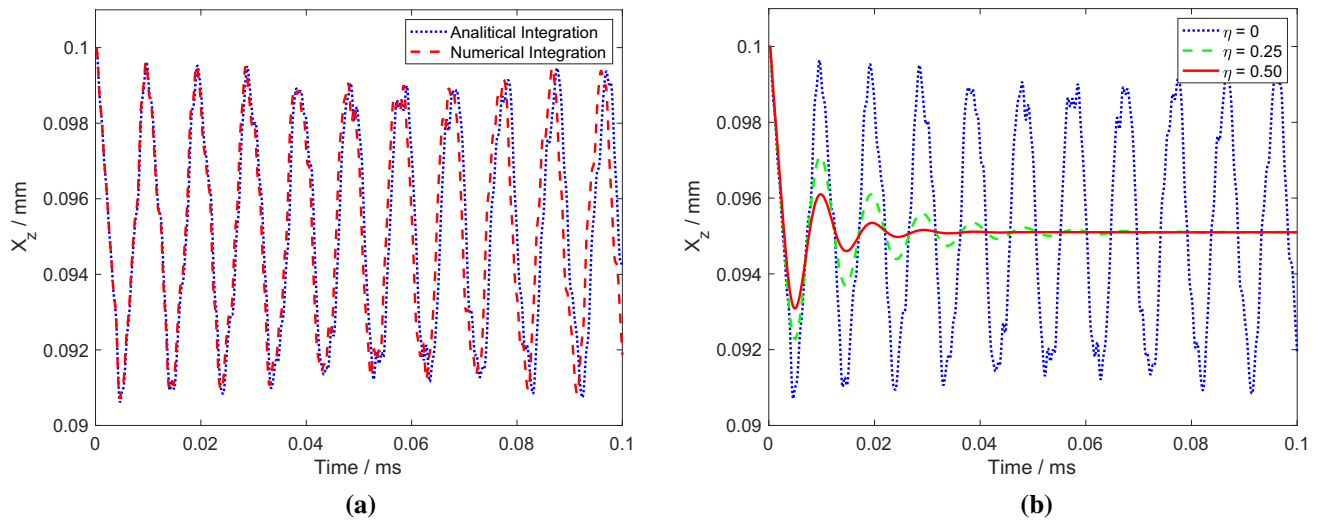 0.1
0.098
0.096
0.094
0.092
0.09
X_z / mm
Analitical Integration
Numerical Integration
0
0.02
0.04
0.06
0.08
0.1
Time / ms
(a)
0.1
0.098
0.096
0.094
0.092
0.09
X_z / mm
η = 0
η = 0.25
η = 0.50
0
0.02
0.04
0.06
0.08
0.1
Time / ms
(b)